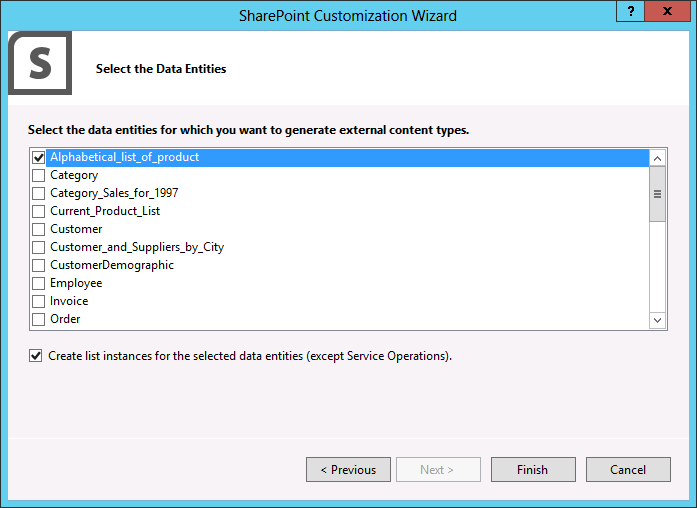 SharePoint Customization Wizard
?
x
S
Select the Data Entities
Select the data entities for which you want to generate external content types.
Alphabetical_list_of_product
Category
Category_Sales_for_1997
Current_Product_List
Customer
Customer_and_Suppliers_by_City
CustomerDemographic
Employee
Invoice
Order
Create list instances for the selected data entities (except Service Operations).
< Previous
Next >
Finish
Cancel